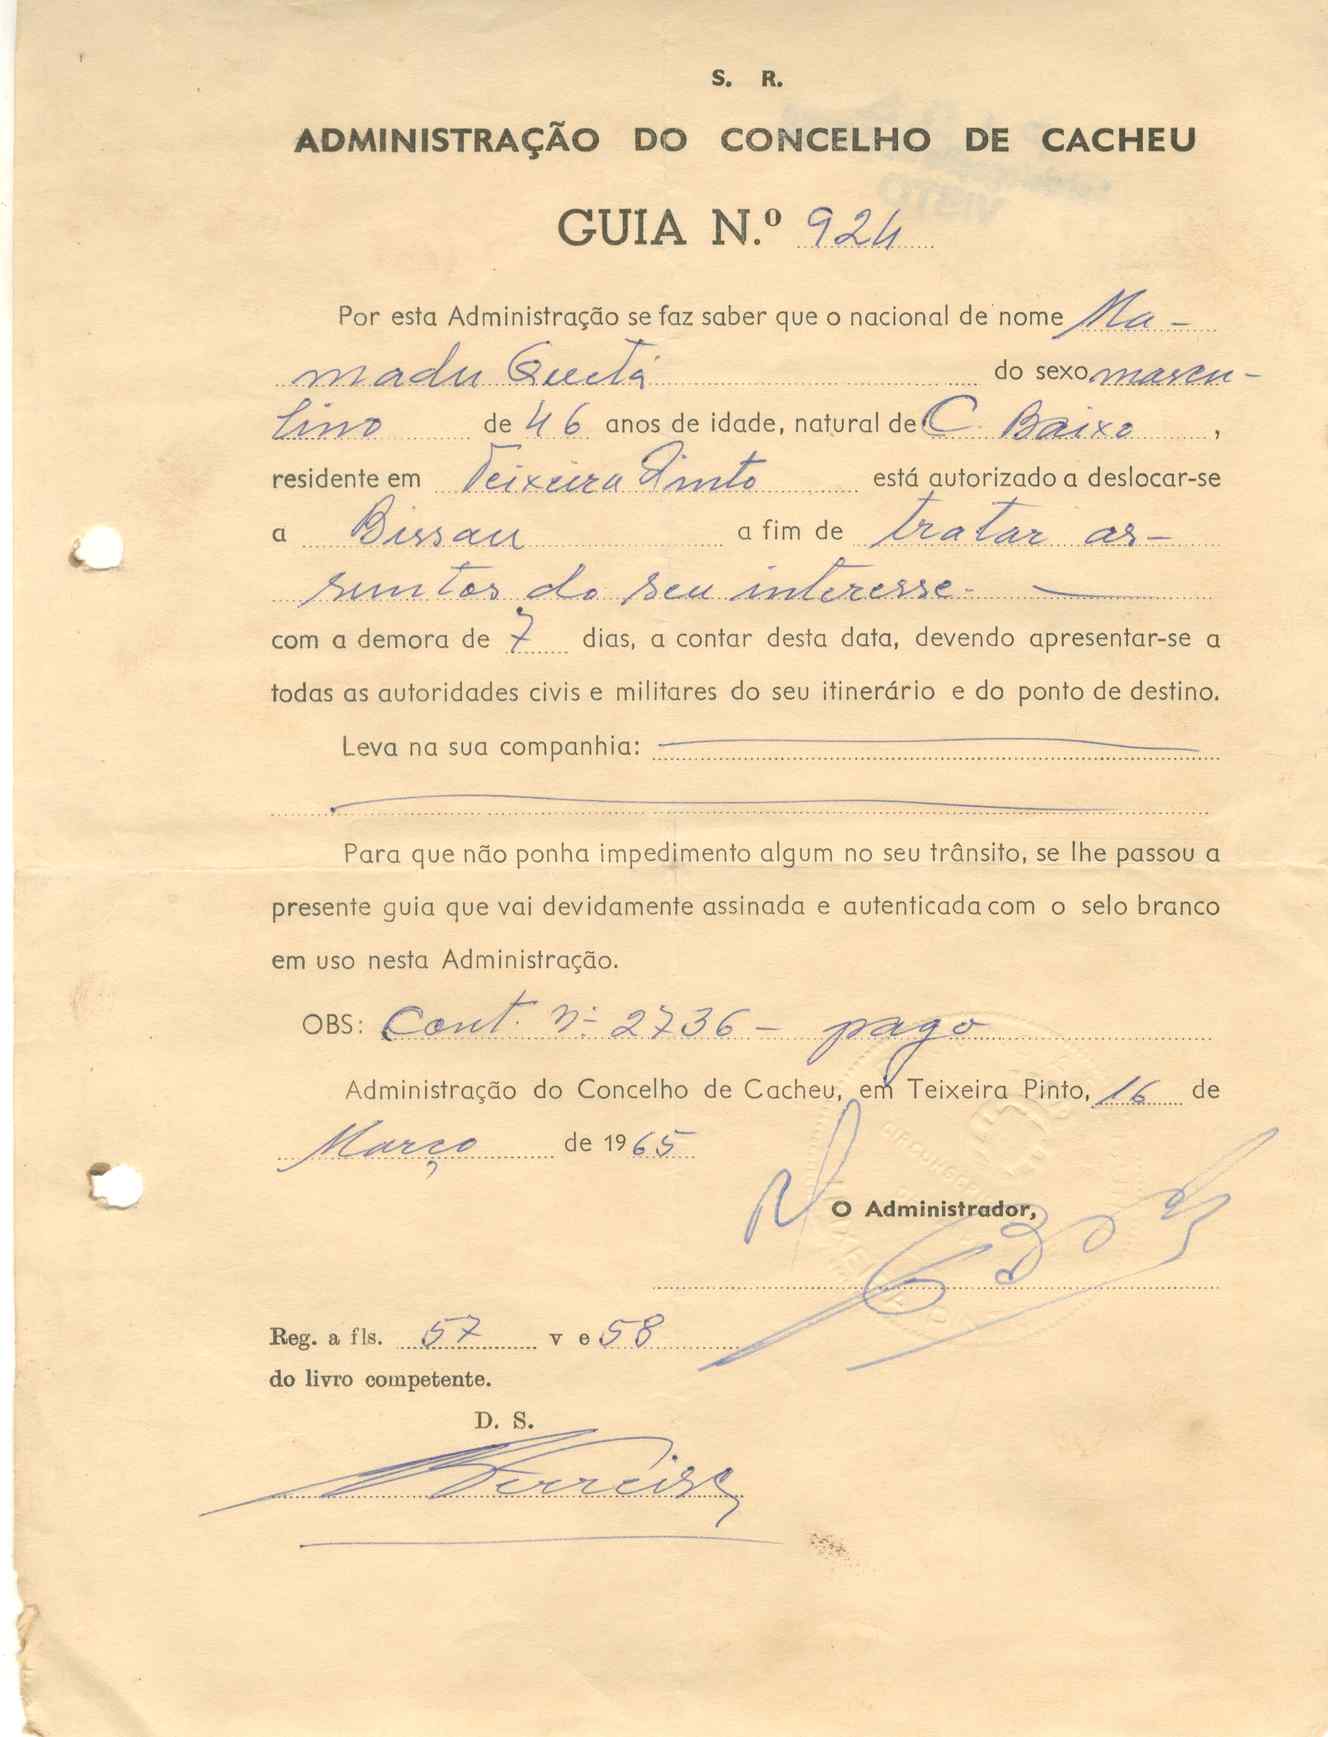 S. R.
ADMINISTRAÇÃO DO CONCELHO DE CACHEU
GUIA N.º 924
Por esta Administração se faz saber que o nacional de nome Ma-
madu Queitá do sexo mascu-
lino de 46 anos de idade, natural de C. Baixo,
residente em Teixeira Pinto está autorizado a deslocar-se
a Bissau a fim de tratar as-
suntos do seu interesse.
com a demora de 7 dias, a contar desta data, devendo apresentar-se a
todas as autoridades civis e militares do seu itinerário e do ponto de destino.
Leva na sua companhia:
Para que não ponha impedimento algum no seu trânsito, se lhe passou a
presente guia que vai devidamente assinada e autenticada com o selo branco
em uso nesta Administração.
OBS: Cont. nº 2736 - pago
Administração do Concelho de Cacheu, em Teixeira Pinto, 16 de
Março de 1965
O Administrador,
Reg. a fls. 57 v e 58
do livro competente.
D. S.
Ferreira
VISTO